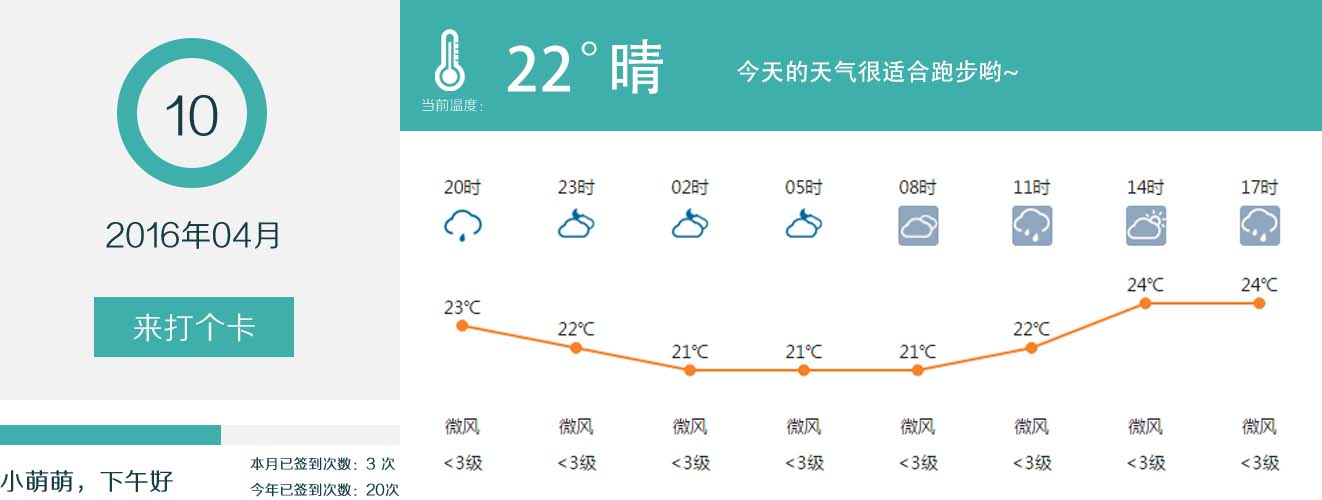 10
2016年04月
来打个卡
小萌萌，下午好
本月已签到次数：3 次
今年已签到次数：20次
当前温度：
22°晴
今天的天气很适合跑步哟~
20时 23时 02时 05时 08时 11时 14时 17时
23℃ 22℃ 21℃ 21℃ 21℃ 22℃ 24℃ 24℃
微风 微风 微风 微风 微风 微风 微风 微风
<3级 <3级 <3级 <3级 <3级 <3级 <3级 <3级